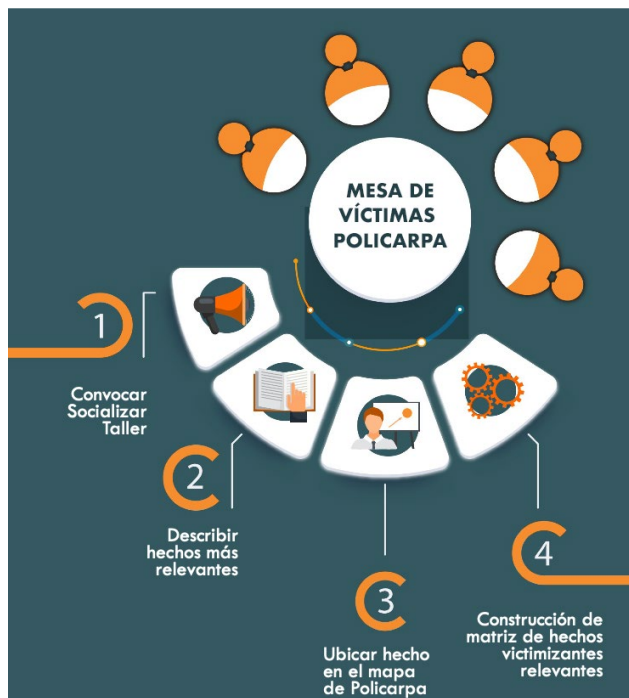 MESA DE
VÍCTIMAS
POLICARPA
1
Convocar
Socializar
Taller
2
Describir
hechos más
relevantes
3
Ubicar hecho
en el mapa
de Policarpa
4
Construcción de
matriz de hechos
victimizantes
relevantes